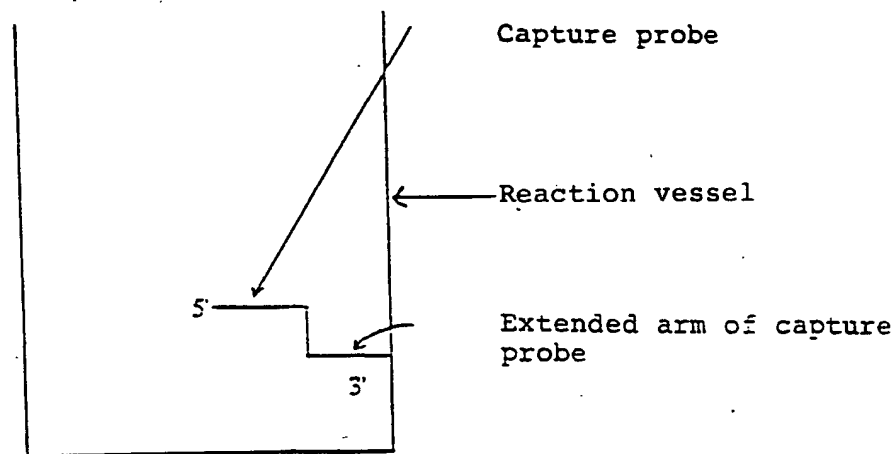 Capture probe
Reaction vessel
5'
Extended arm of capture
probe
3'